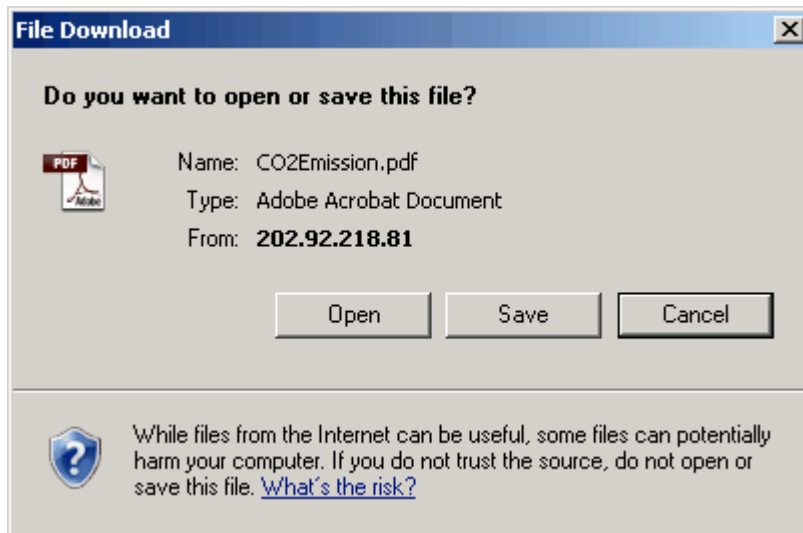 File Download
Do you want to open or save this file?
PDF
Adobe
Name: CO2Emission.pdf
Type: Adobe Acrobat Document
From: 202.92.218.81
Open Save Cancel
?
While files from the Internet can be useful, some files can potentially
harm your computer. If you do not trust the source, do not open or
save this file. What's the risk?